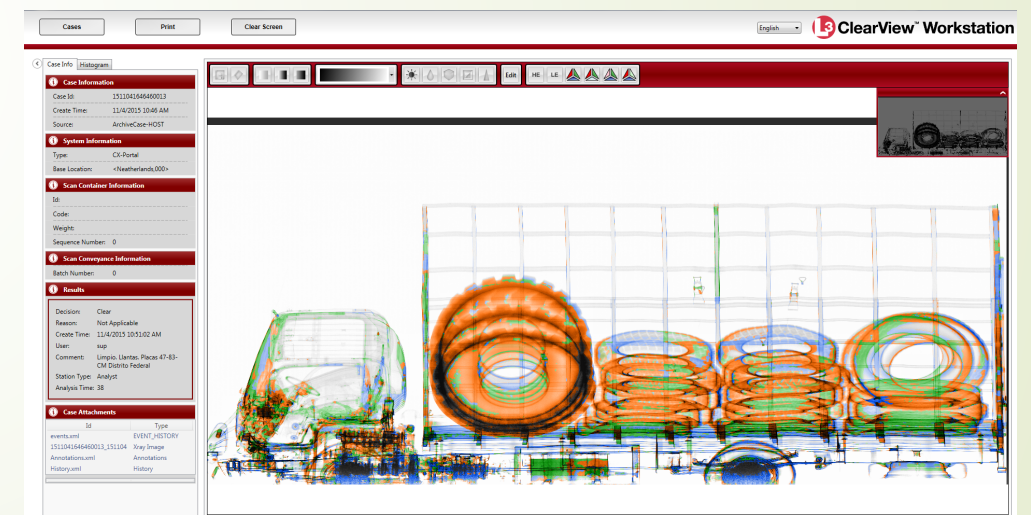 Cases Print Clear Screen English L3 ClearView™ Workstation
Case Info Histogram
Edit HE LE
Case Information
Case Id: 1511041646460013
Create Time: 11/4/2015 10:46 AM
Source: ArchiveCase-HOST
System Information
Type: CX-Portal
Base Location: <Neatherlands,000>
Scan Container Information
Id:
Code:
Weight:
Sequence Number: 0
Scan Conveyance Information
Batch Number: 0
Results
Decision: Clear
Reason: Not Applicable
Create Time: 11/4/2015 10:51:02 AM
User: sup
Comment: Limpio. Llantas. Placas 47-83-
CM Distrito Federal
Station Type: Analyst
Analysis Time: 38
Case Attachments
Id Type
events.xml EVENT_HISTORY
1511041646460013_151104 Xray Image
Annotations.xml Annotations
History.xml History